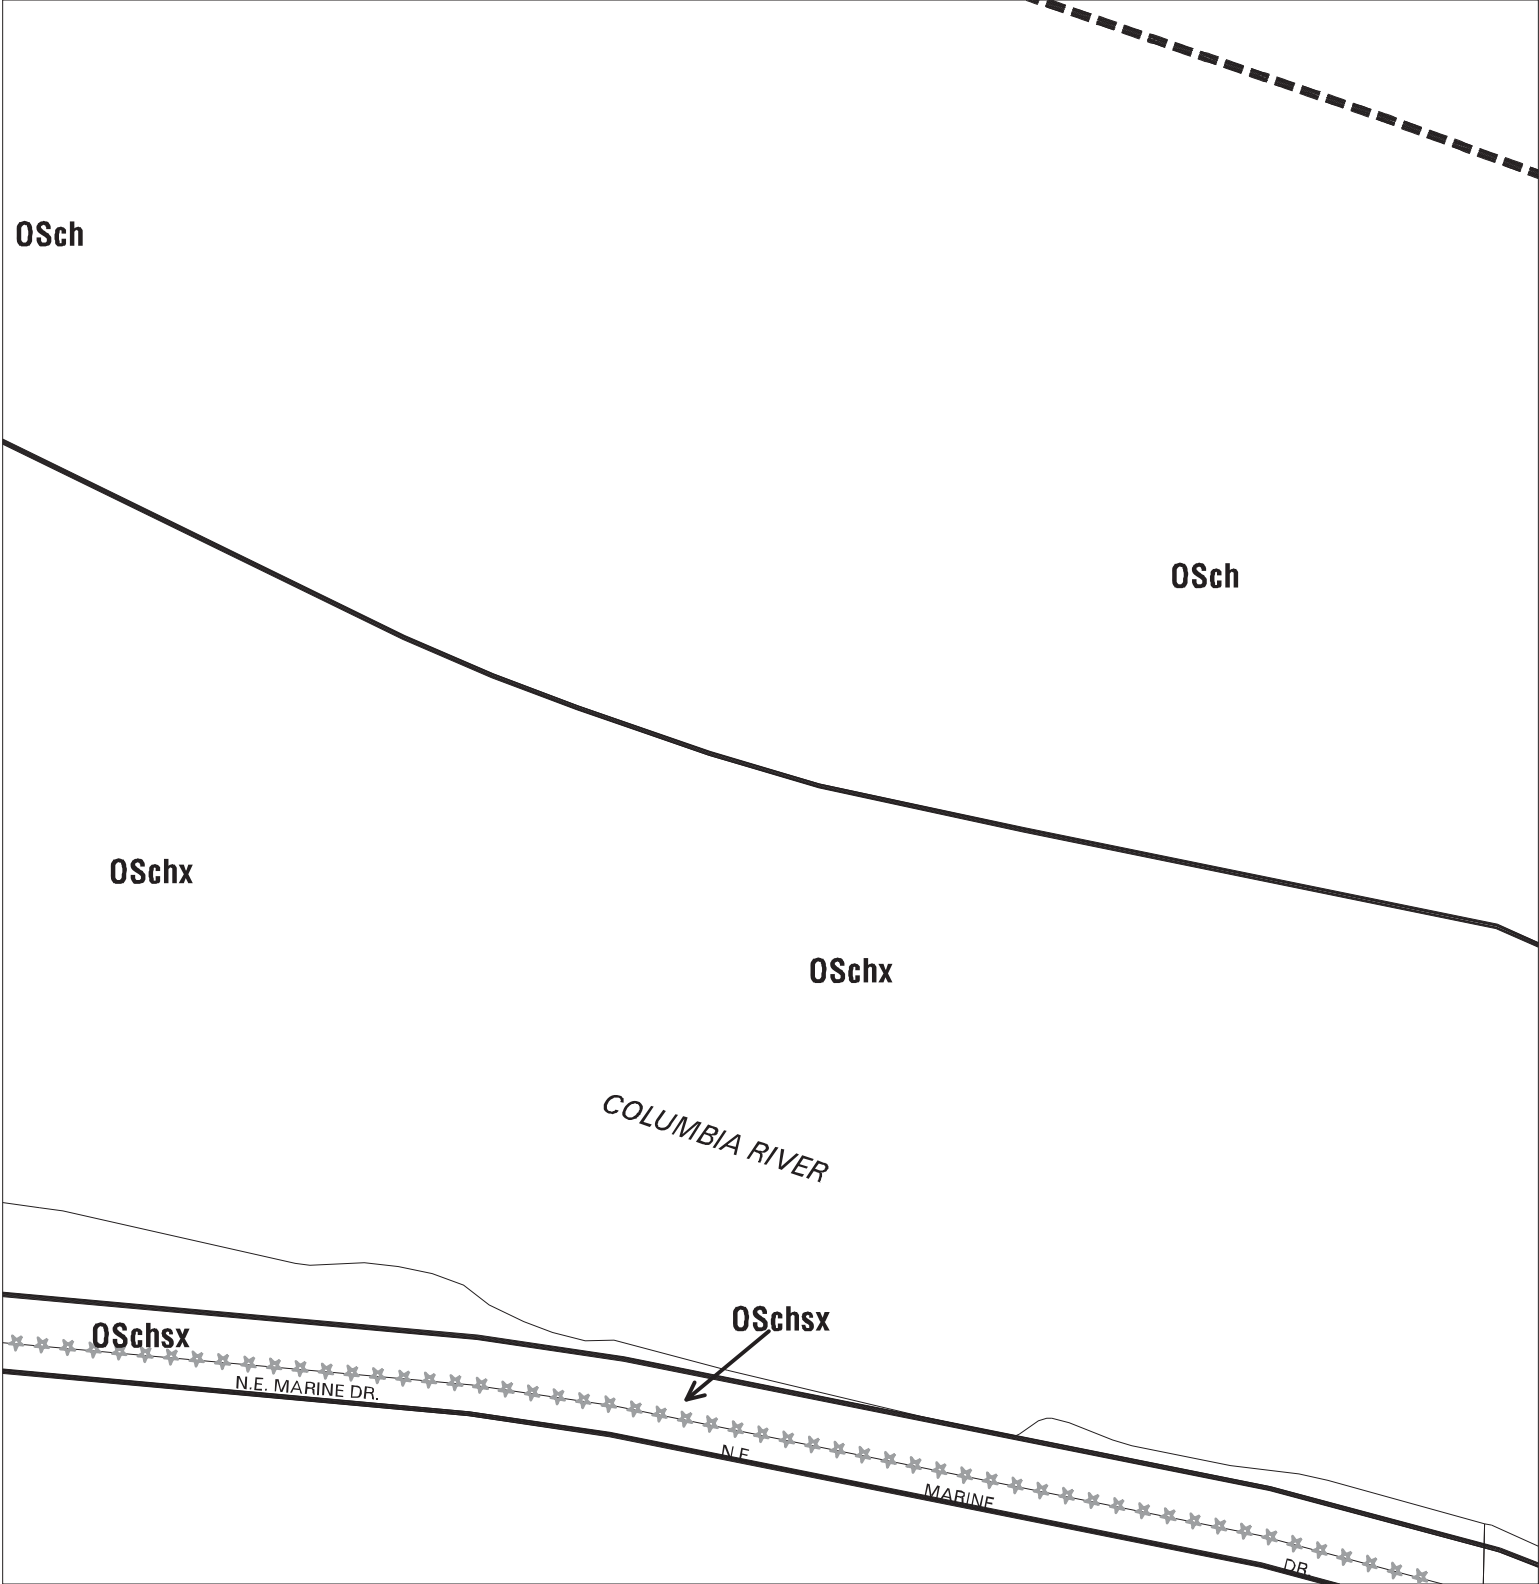 OSch
OSch
OSchx
OSchx
COLUMBIA RIVER
OSchsx
OSchsx
N.E. MARINE DR.
N.E.
MARINE
DR.